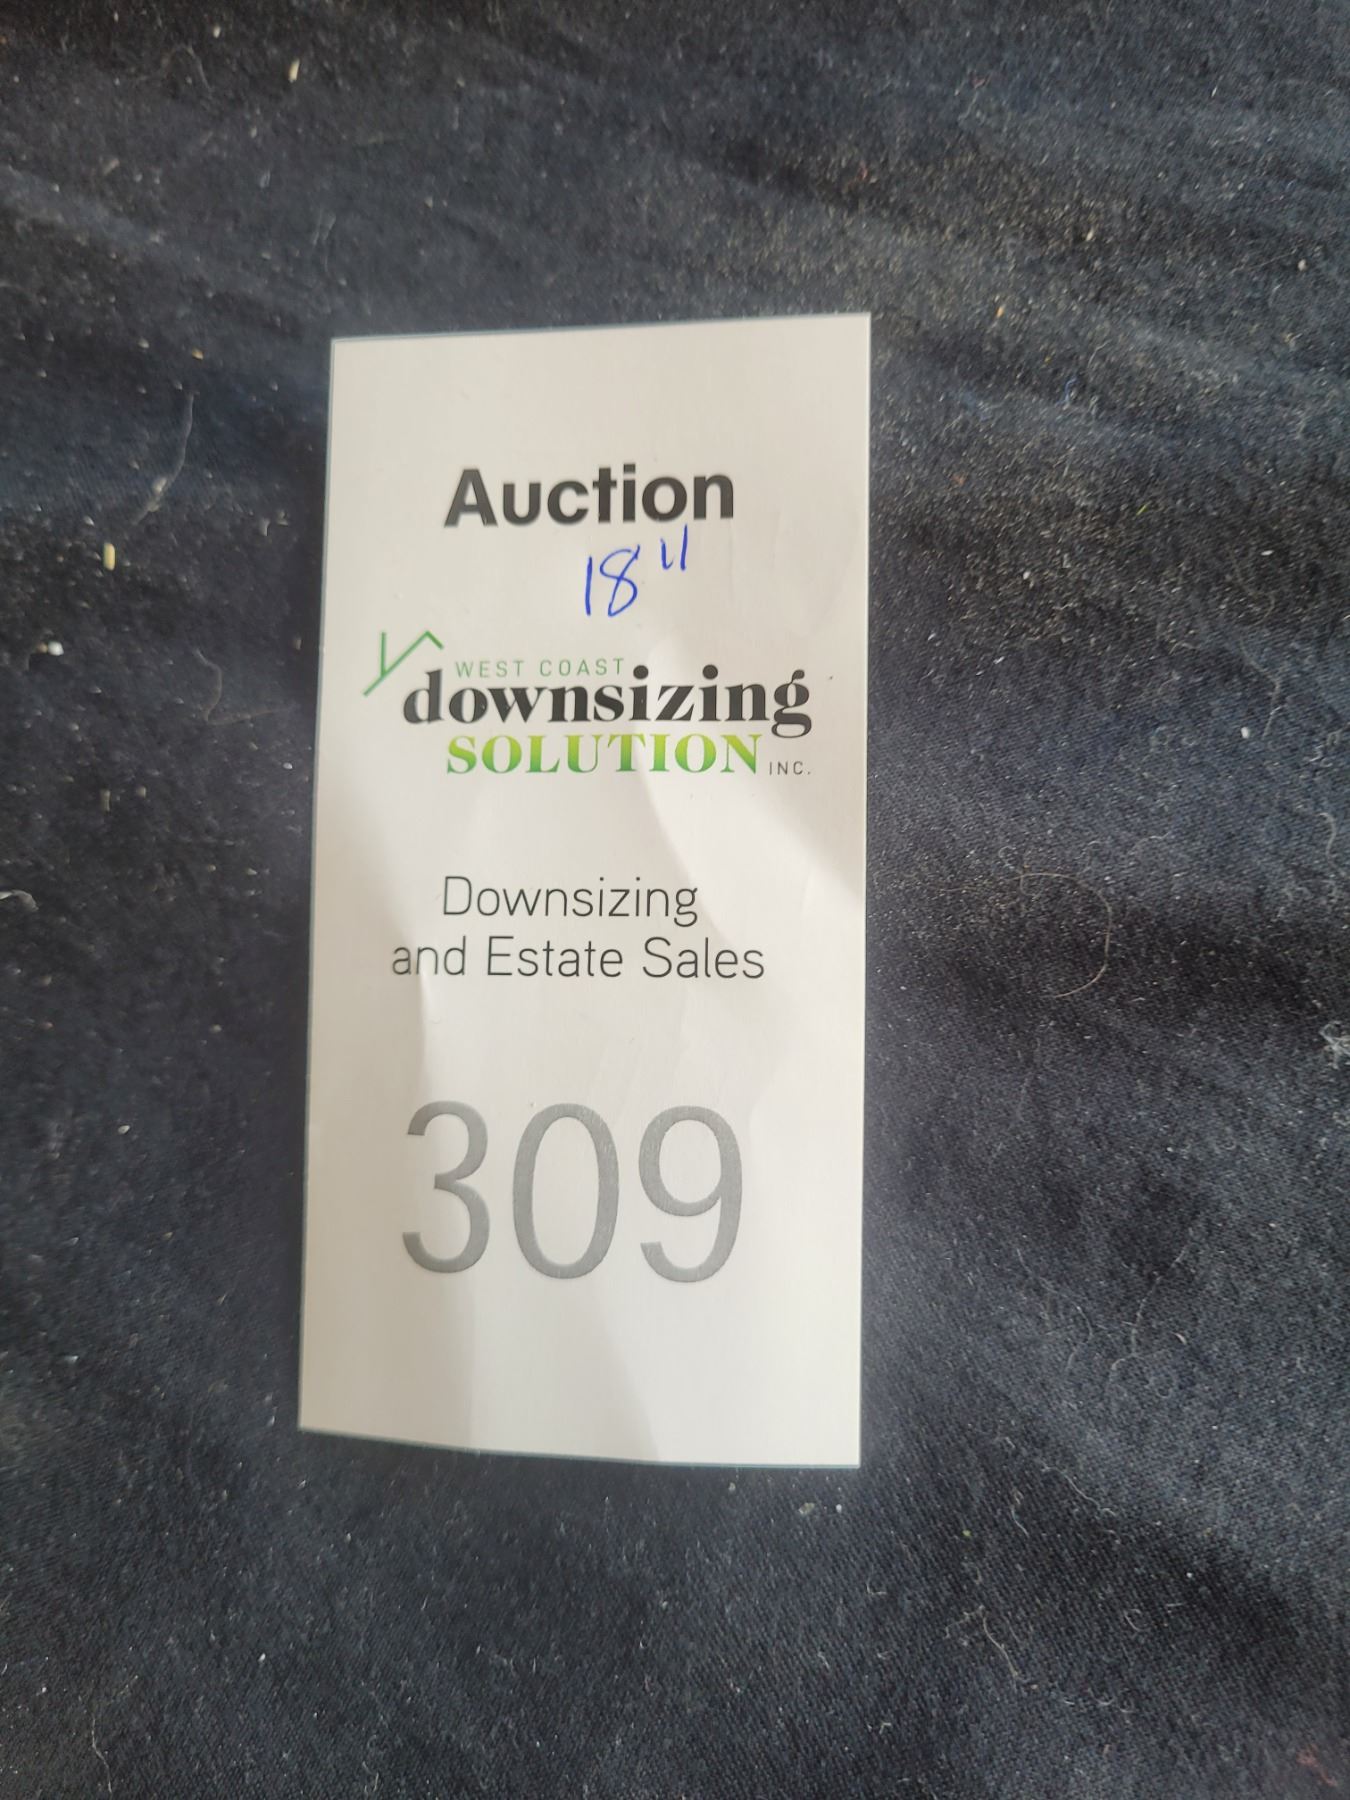 Auction
18"
WEST COAST
downsizing
SOLUTION INC.
Downsizing
and Estate Sales
309